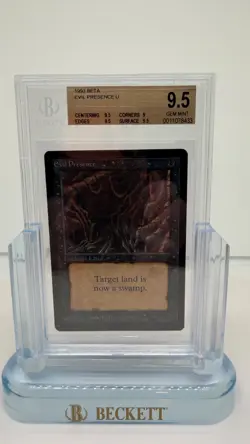 1993 BETA
EVIL PRESENCE U
9.5
CENTERING 9.5 CORNERS 9
EDGES 9.5 SURFACE 9.5
GEM MINT
Evil Presence
Target land is
now a swamp.
B
BECKETT